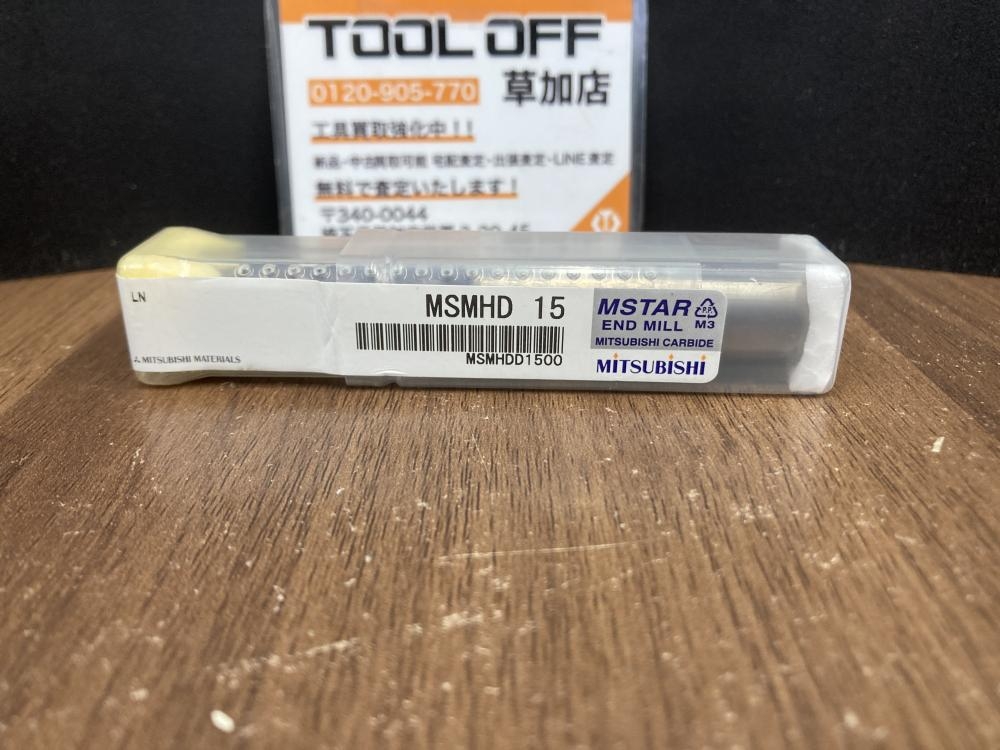 TOOL OFF
0120-905-770 草加店
工具買取強化中!!
新品・中古買取可能 宅配査定・出張査定・LINE査定
無料で査定いたします!
〒340-0044
LN
MSMHD 15
MSMHDD1500
MITSUBISHI MATERIALS
MSTAR
END MILL
MITSUBISHI CARBIDE
PP
M3
MITSUBISHI